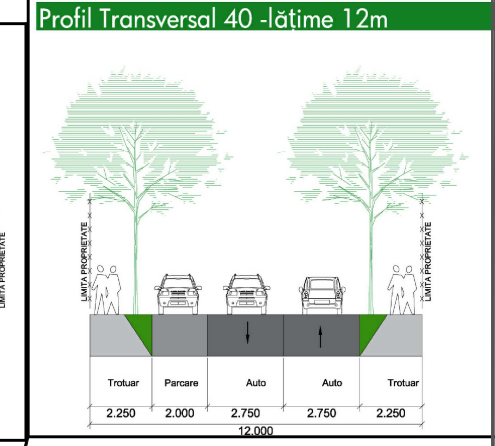 Profil Transversal 40 -lățime 12m
LIMITA PROPRIETATE
LIMITA PROPRIETATE
LIMITA PROPRIETATE
Trotuar Parcare Auto Auto Trotuar
2.250 2.000 2.750 2.750 2.250
12.000